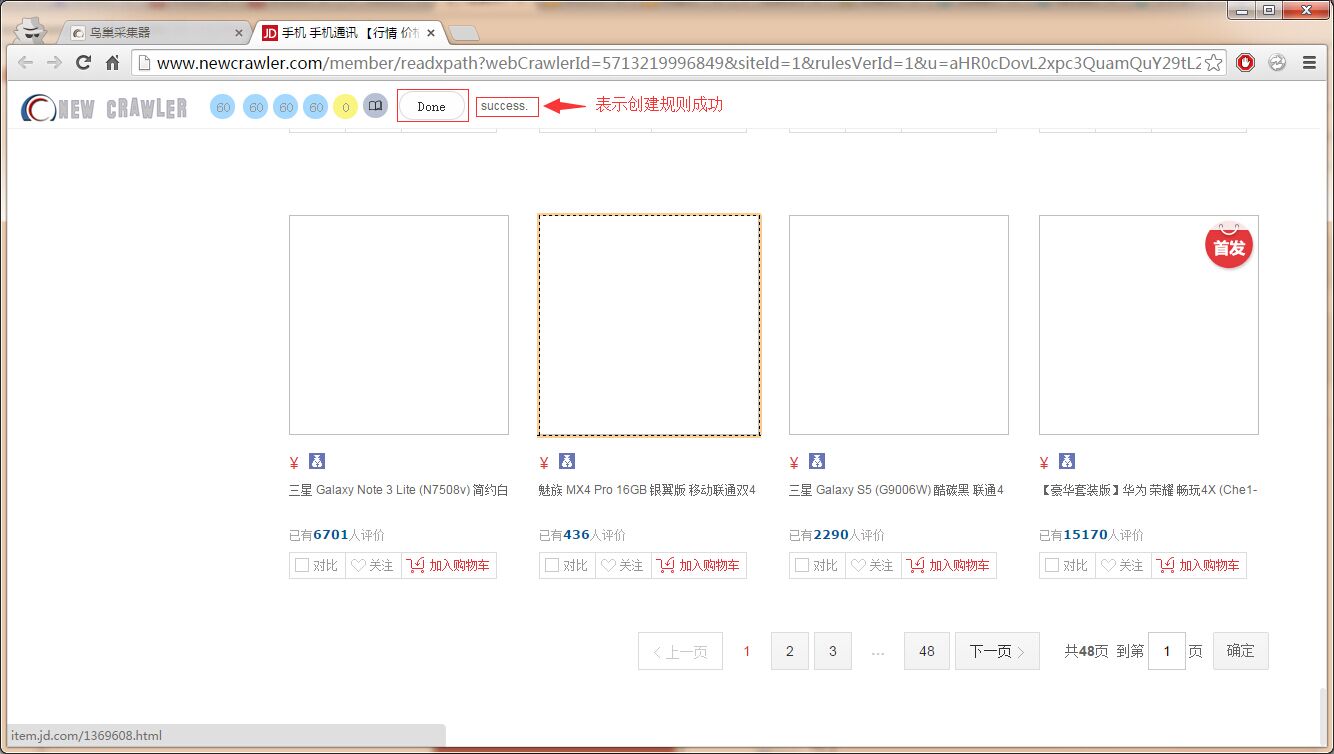 鸟巢采集器
JD 手机 手机通讯 【行情 价
www.newcrawler.com/member/readxpath?webCrawlerId=5713219996849&siteId=1&rulesVerId=1&u=aHR0cDovL2xpc3QuamQuY29tL2
NEW CRAWLER 60 60 60 60 0 Done success. 表示创建规则成功
首发
¥ ¥ ¥ ¥
三星 Galaxy Note 3 Lite (N7508v) 简约白 魅族 MX4 Pro 16GB 银翼版 移动联通双4 三星 Galaxy S5 (G9006W) 酷碳黑 联通4 【豪华套装版】华为 荣耀 畅玩4X (Che1-
已有6701人评价 已有436人评价 已有2290人评价 已有15170人评价
对比 关注 加入购物车 对比 关注 加入购物车 对比 关注 加入购物车 对比 关注 加入购物车
<上一页 1 2 3 ... 48 下一页> 共48页 到第 1 页 确定
item.jd.com/1369608.html